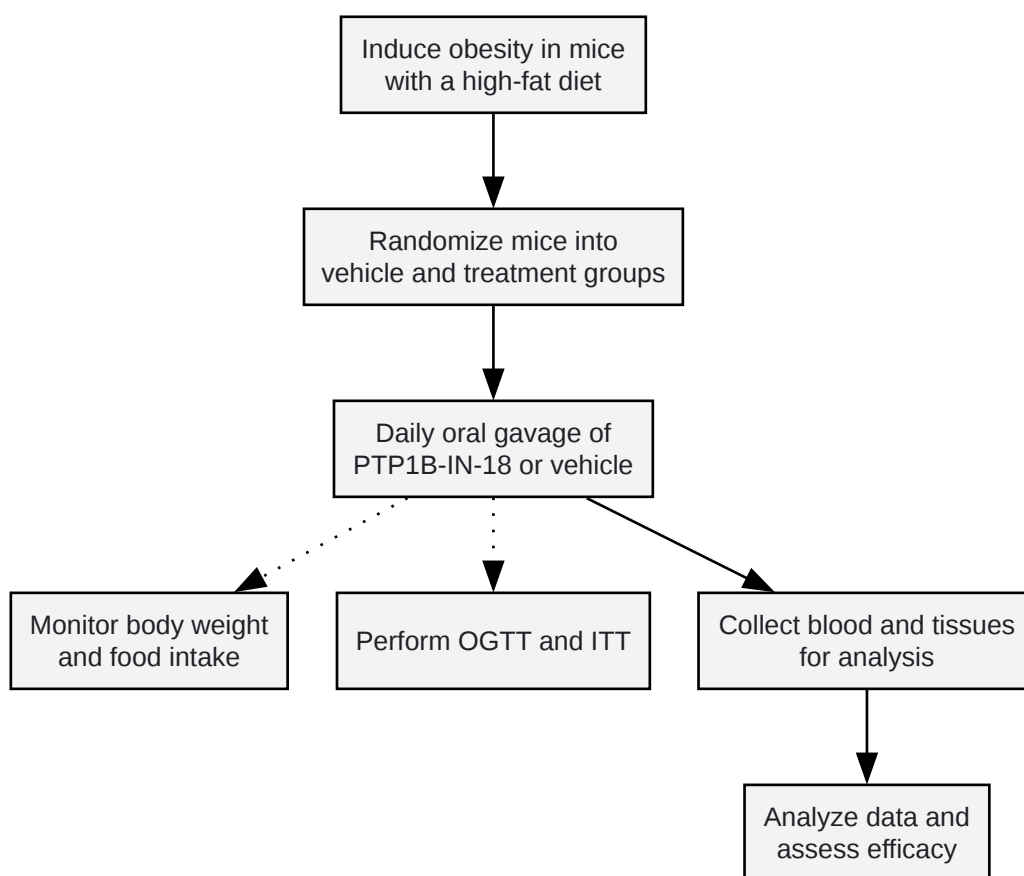 Induce obesity in mice
with a high-fat diet
Randomize mice into
vehicle and treatment groups
Daily oral gavage of
PTP1B-IN-18 or vehicle
Monitor body weight
and food intake
Perform OGTT and ITT
Collect blood and tissues
for analysis
Analyze data and
assess efficacy